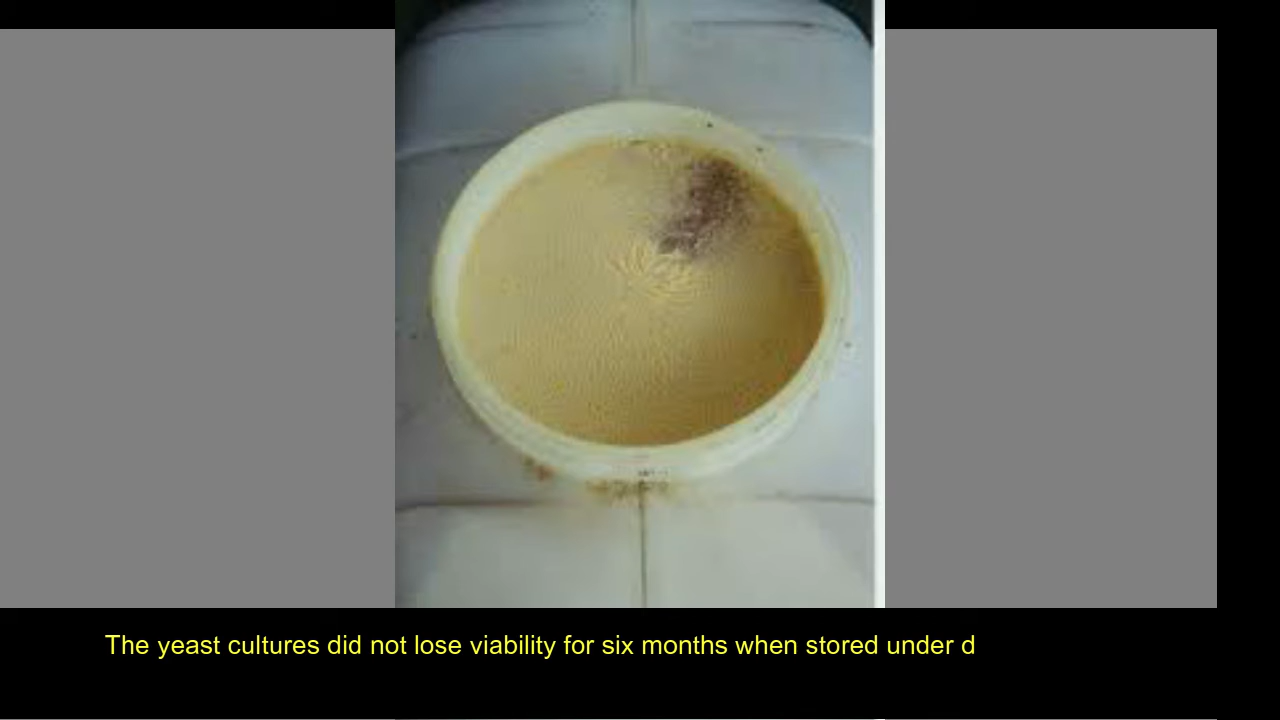 The yeast cultures did not lose viability for six months when stored under d